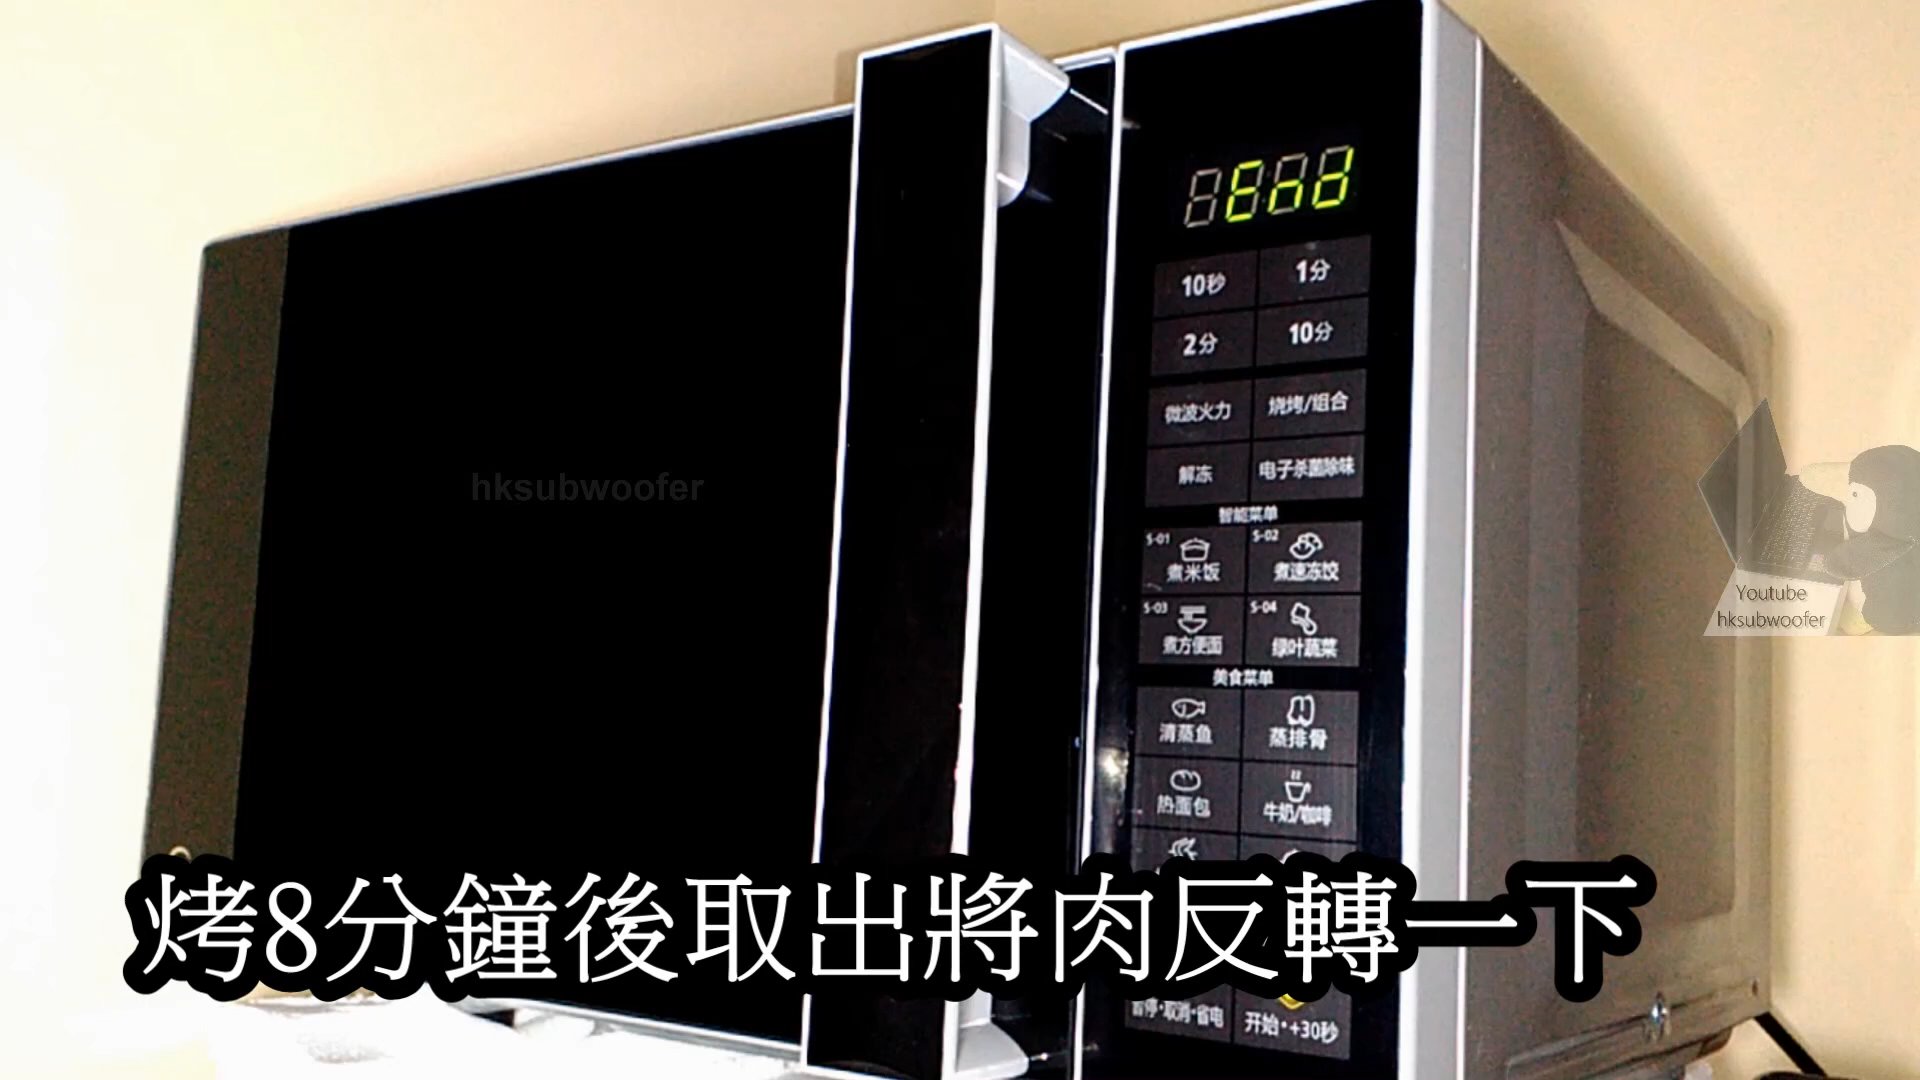 End
10秒 1分
2分 10分
微波火力 烧烤/组合
解冻 电子杀菌除味
智能菜单
S-01 S-02
煮米饭 煮速冻饺
S-03 S-04
煮方便面 绿叶蔬菜
美食菜单
清蒸鱼 蒸排骨
热面包 牛奶/咖啡
暂停·取消·省电 开始·+30秒
hksubwoofer
Youtube
hksubwoofer
烤8分鐘後取出將肉反轉一下